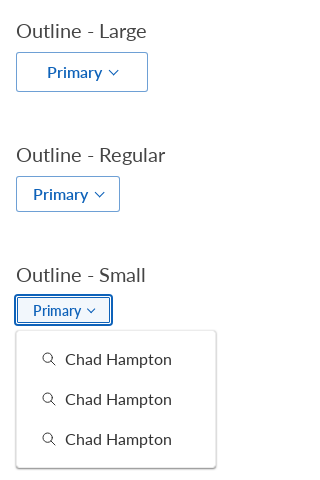 Outline - Large
Primary
Outline - Regular
Primary
Outline - Small
Primary
Chad Hampton
Chad Hampton
Chad Hampton